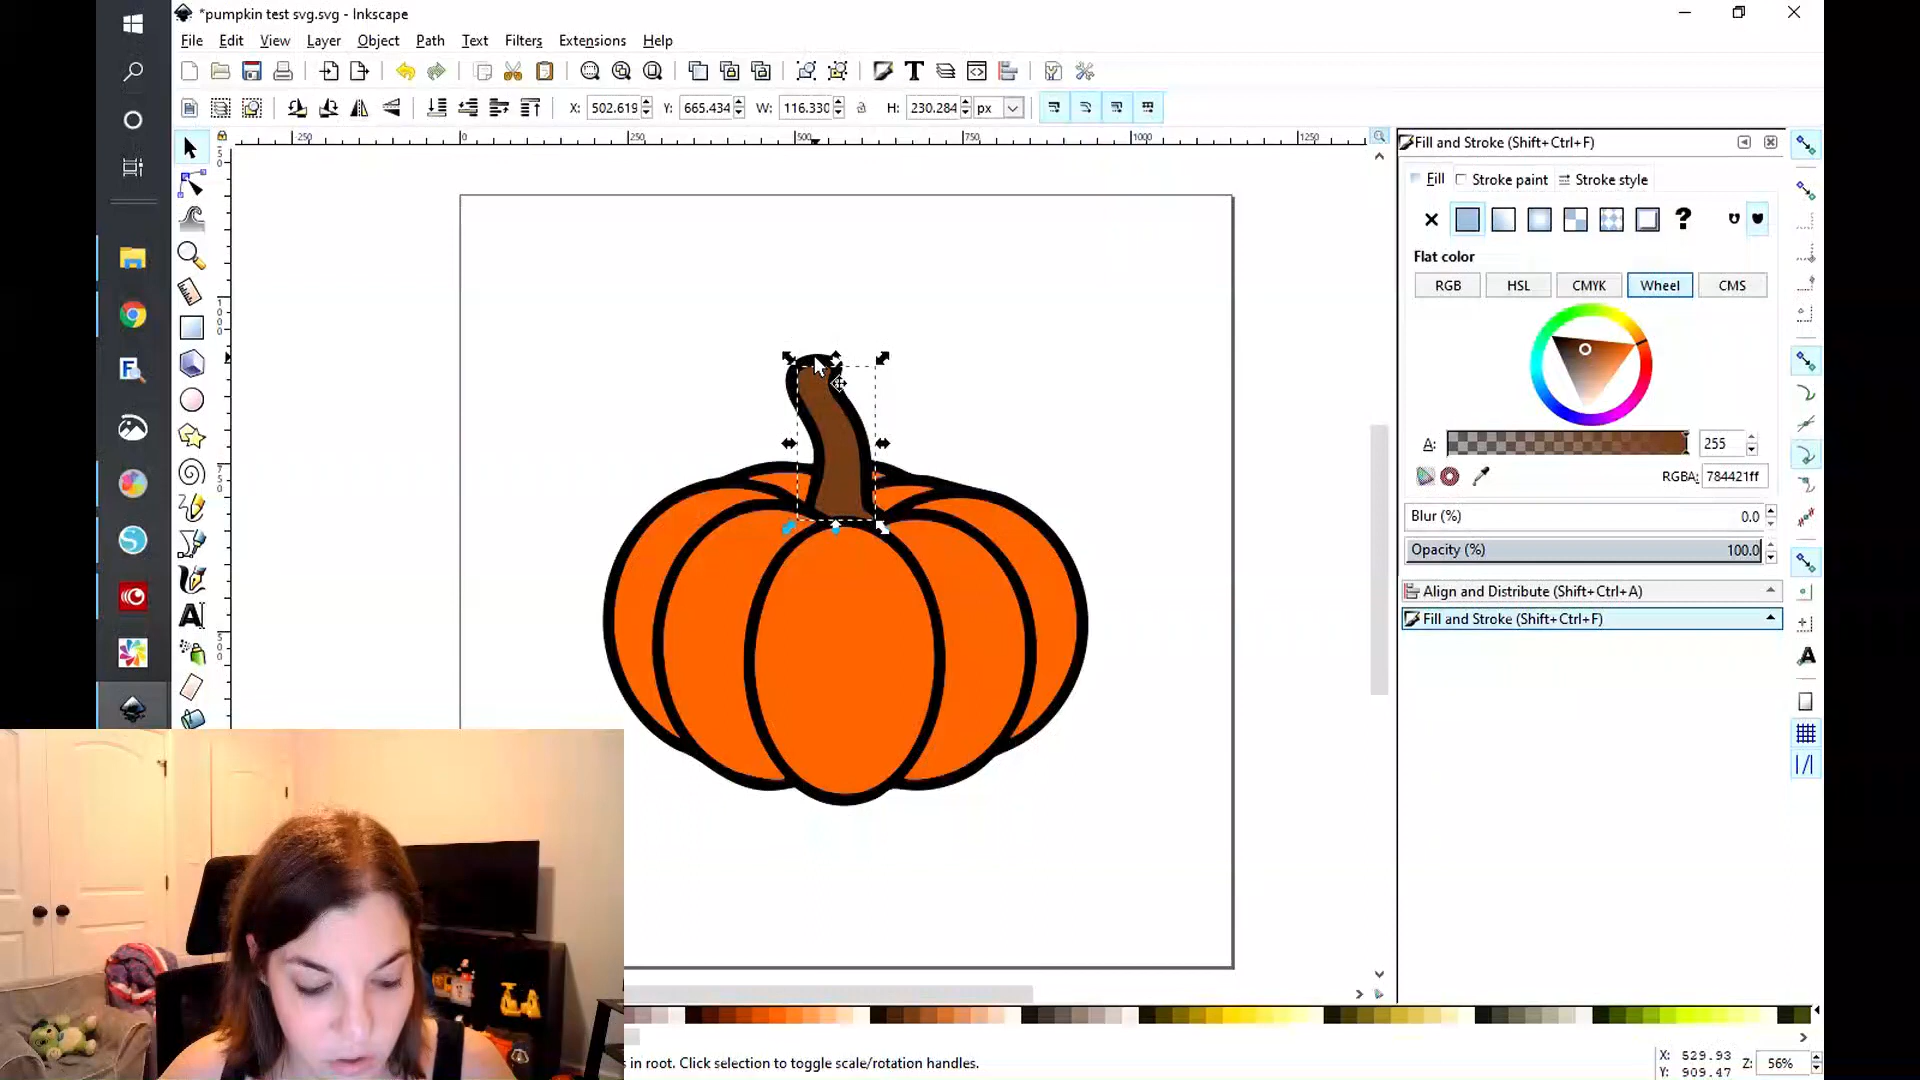 *pumpkin test svg.svg - Inkscape
File Edit View Layer Object Path Text Filters Extensions Help
X: 502.619 Y: 665.434 W: 116.330 H: 230.284 px
250 0 250 500 750 1000 1250
Fill and Stroke (Shift+Ctrl+F)
Fill Stroke paint Stroke style
Flat color
RGB HSL CMYK Wheel CMS
A: 255
RGBA: 784421ff
Blur (%) 0.0
Opacity (%) 100.0
Align and Distribute (Shift+Ctrl+A)
Fill and Stroke (Shift+Ctrl+F)
in root. Click selection to toggle scale/rotation handles.
X: 529.93
Y: 909.47
Z: 56%